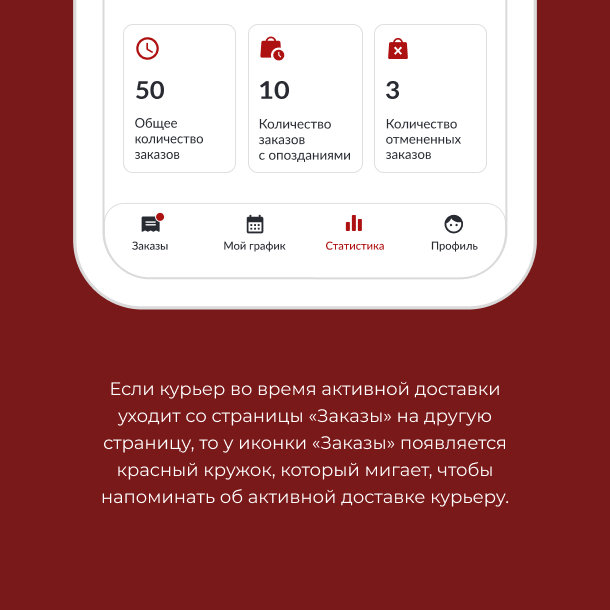 50
Общее
количество
заказов
10
Количество
заказов
с опозданиями
3
Количество
отмененных
заказов
Заказы
Мой график
Статистика
Профиль
Если курьер во время активной доставки
уходит со страницы «Заказы» на другую
страницу, то у иконки «Заказы» появляется
красный кружок, который мигает, чтобы
напоминать об активной доставке курьеру.